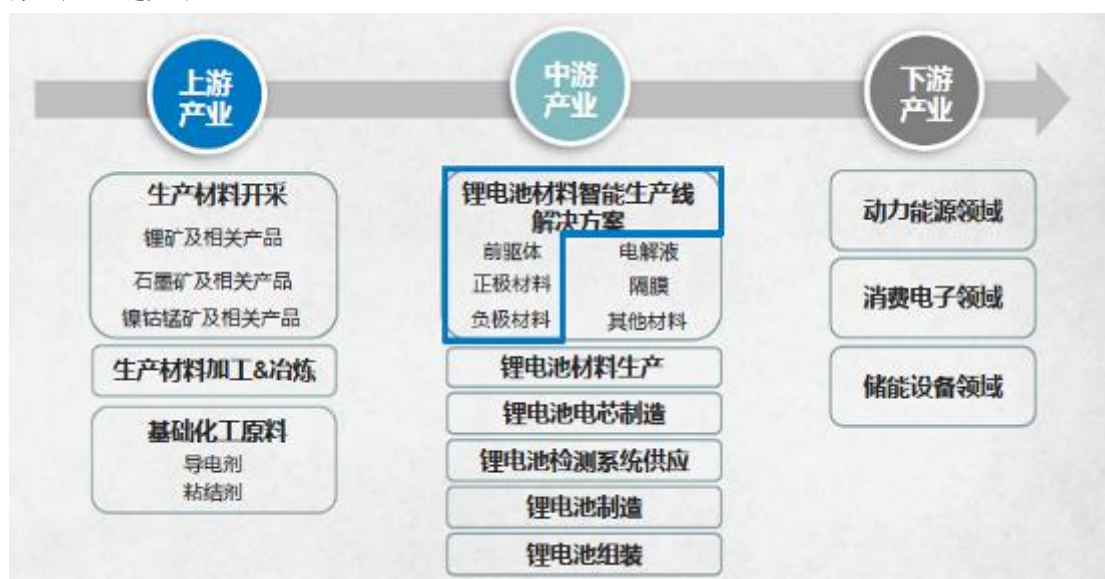 上游
产业
中游
产业
下游
产业
生产材料开采
锂矿及相关产品
石墨矿及相关产品
镍钴锰矿及相关产品
生产材料加工&冶炼
基础化工原料
导电剂
粘结剂
锂电池材料智能生产线
解决方案
前驱体
电解液
正极材料
隔膜
负极材料
其他材料
锂电池材料生产
锂电池电芯制造
锂电池检测系统供应
锂电池制造
锂电池组装
动力能源领域
消费电子领域
储能设备领域